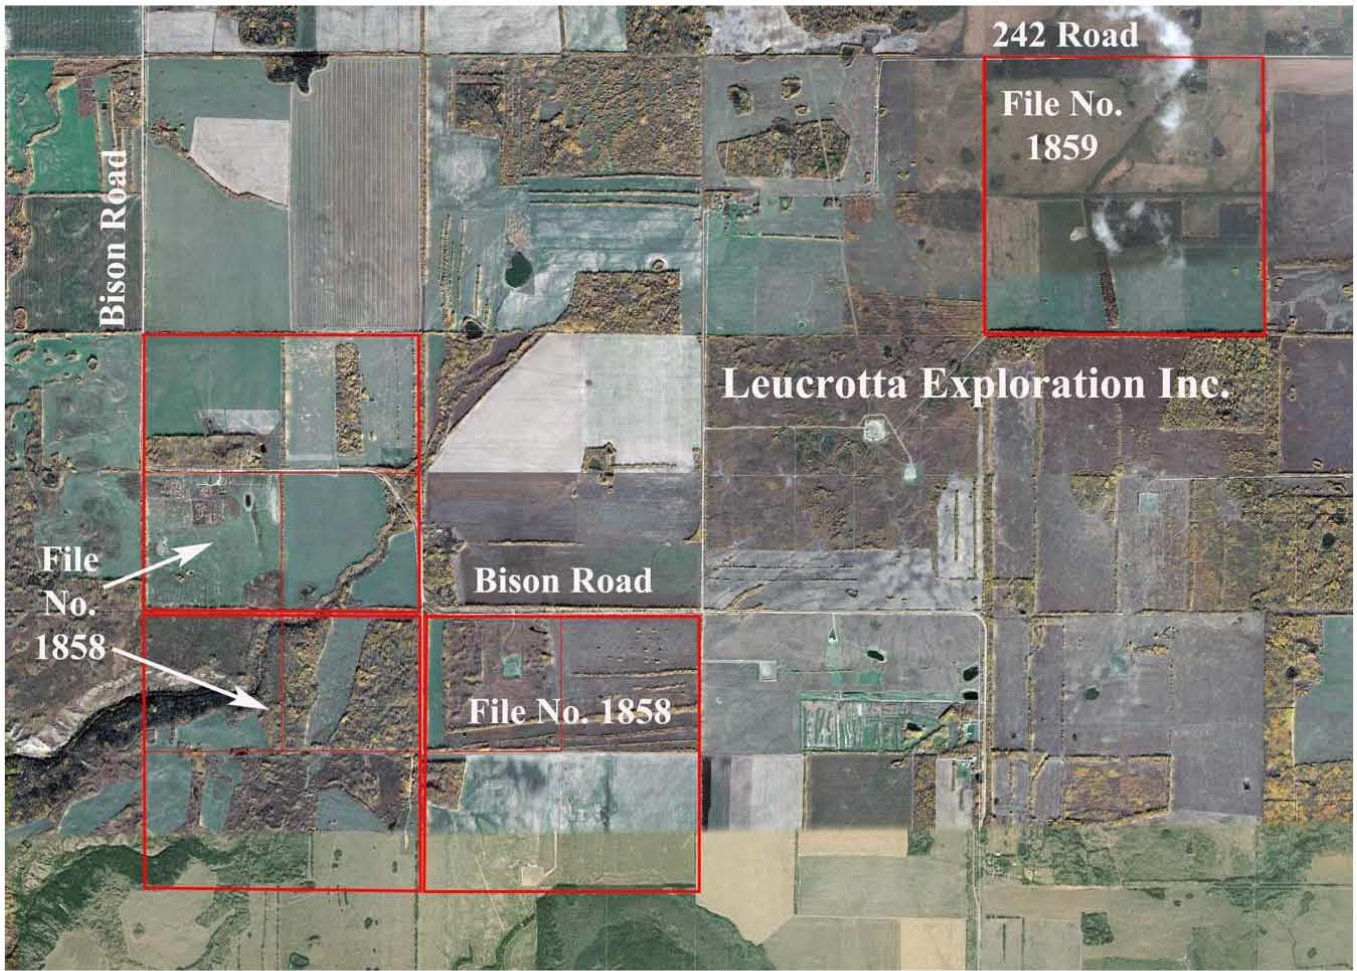 242 Road
File No.
1859
Bison Road
Leucrotta Exploration Inc.
File
No.
1858
Bison Road
File No. 1858